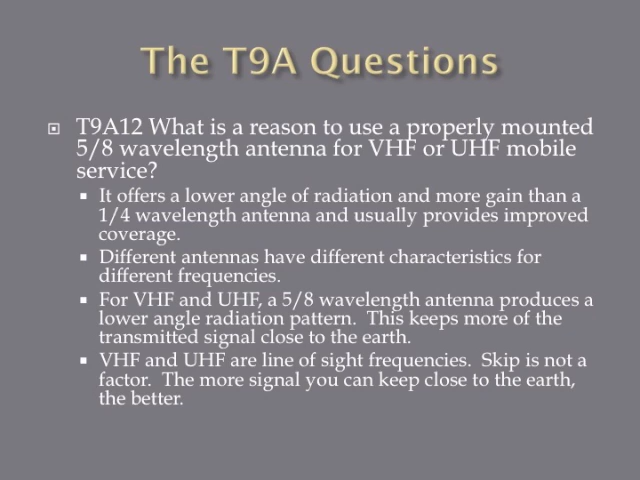 The T9A Questions
T9A12 What is a reason to use a properly mounted
5/8 wavelength antenna for VHF or UHF mobile
service?
It offers a lower angle of radiation and more gain than a
1/4 wavelength antenna and usually provides improved
coverage.
Different antennas have different characteristics for
different frequencies.
For VHF and UHF, a 5/8 wavelength antenna produces a
lower angle radiation pattern. This keeps more of the
transmitted signal close to the earth.
VHF and UHF are line of sight frequencies. Skip is not a
factor. The more signal you can keep close to the earth,
the better.